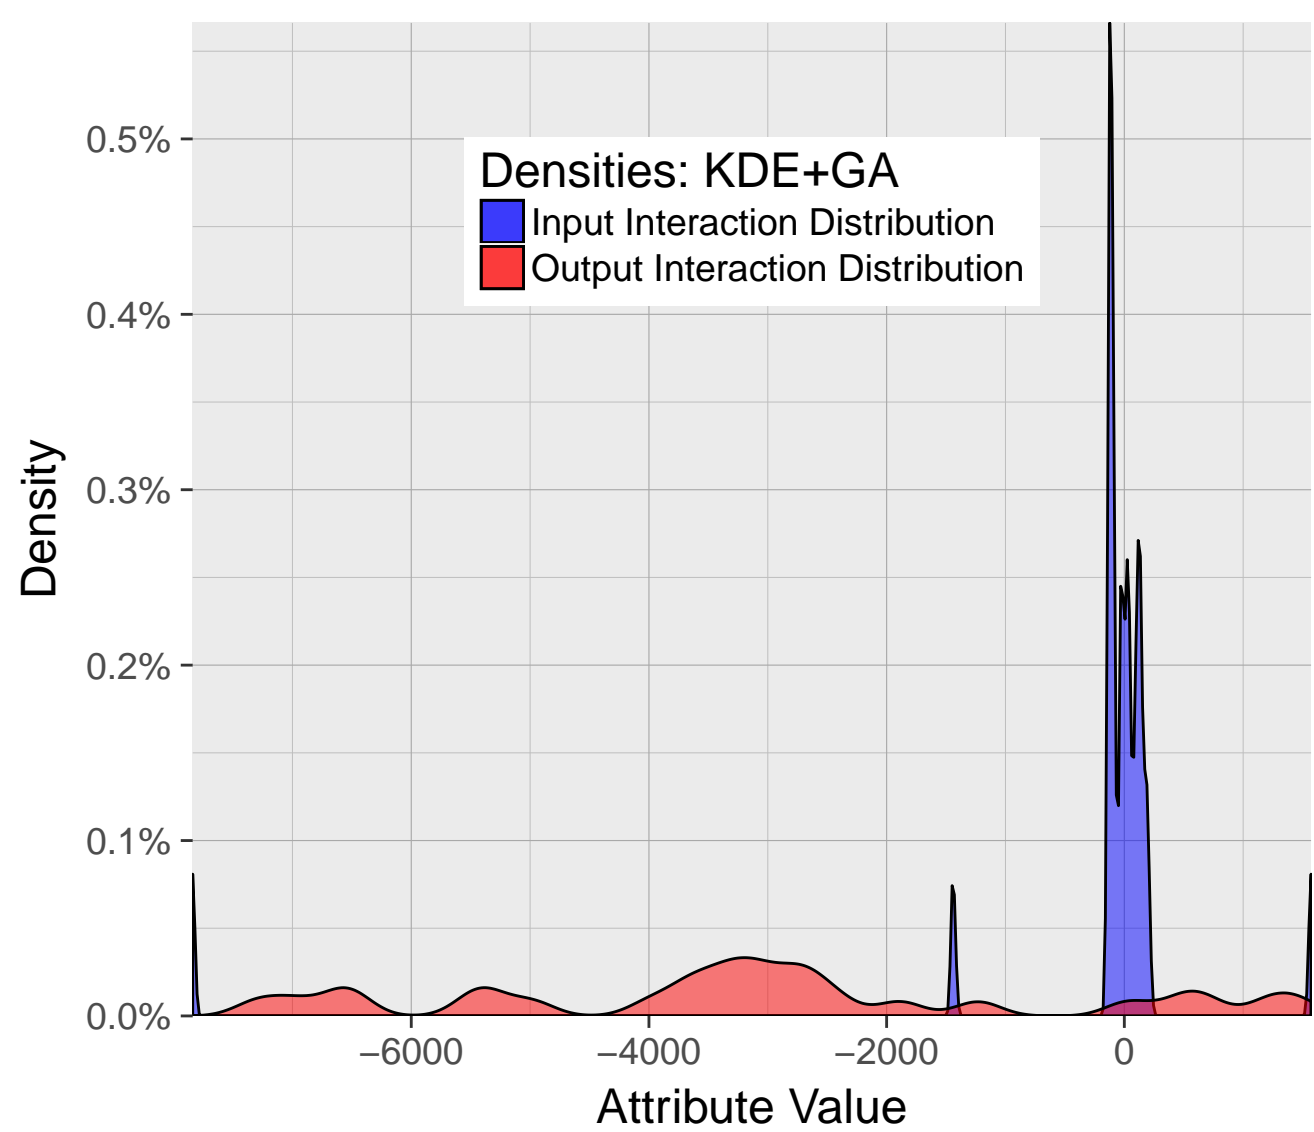 0.5%
0.4%
0.3%
0.2%
0.1%
0.0%
Density
Densities: KDE+GA
Input Interaction Distribution
Output Interaction Distribution
−6000
−4000
−2000
0
Attribute Value